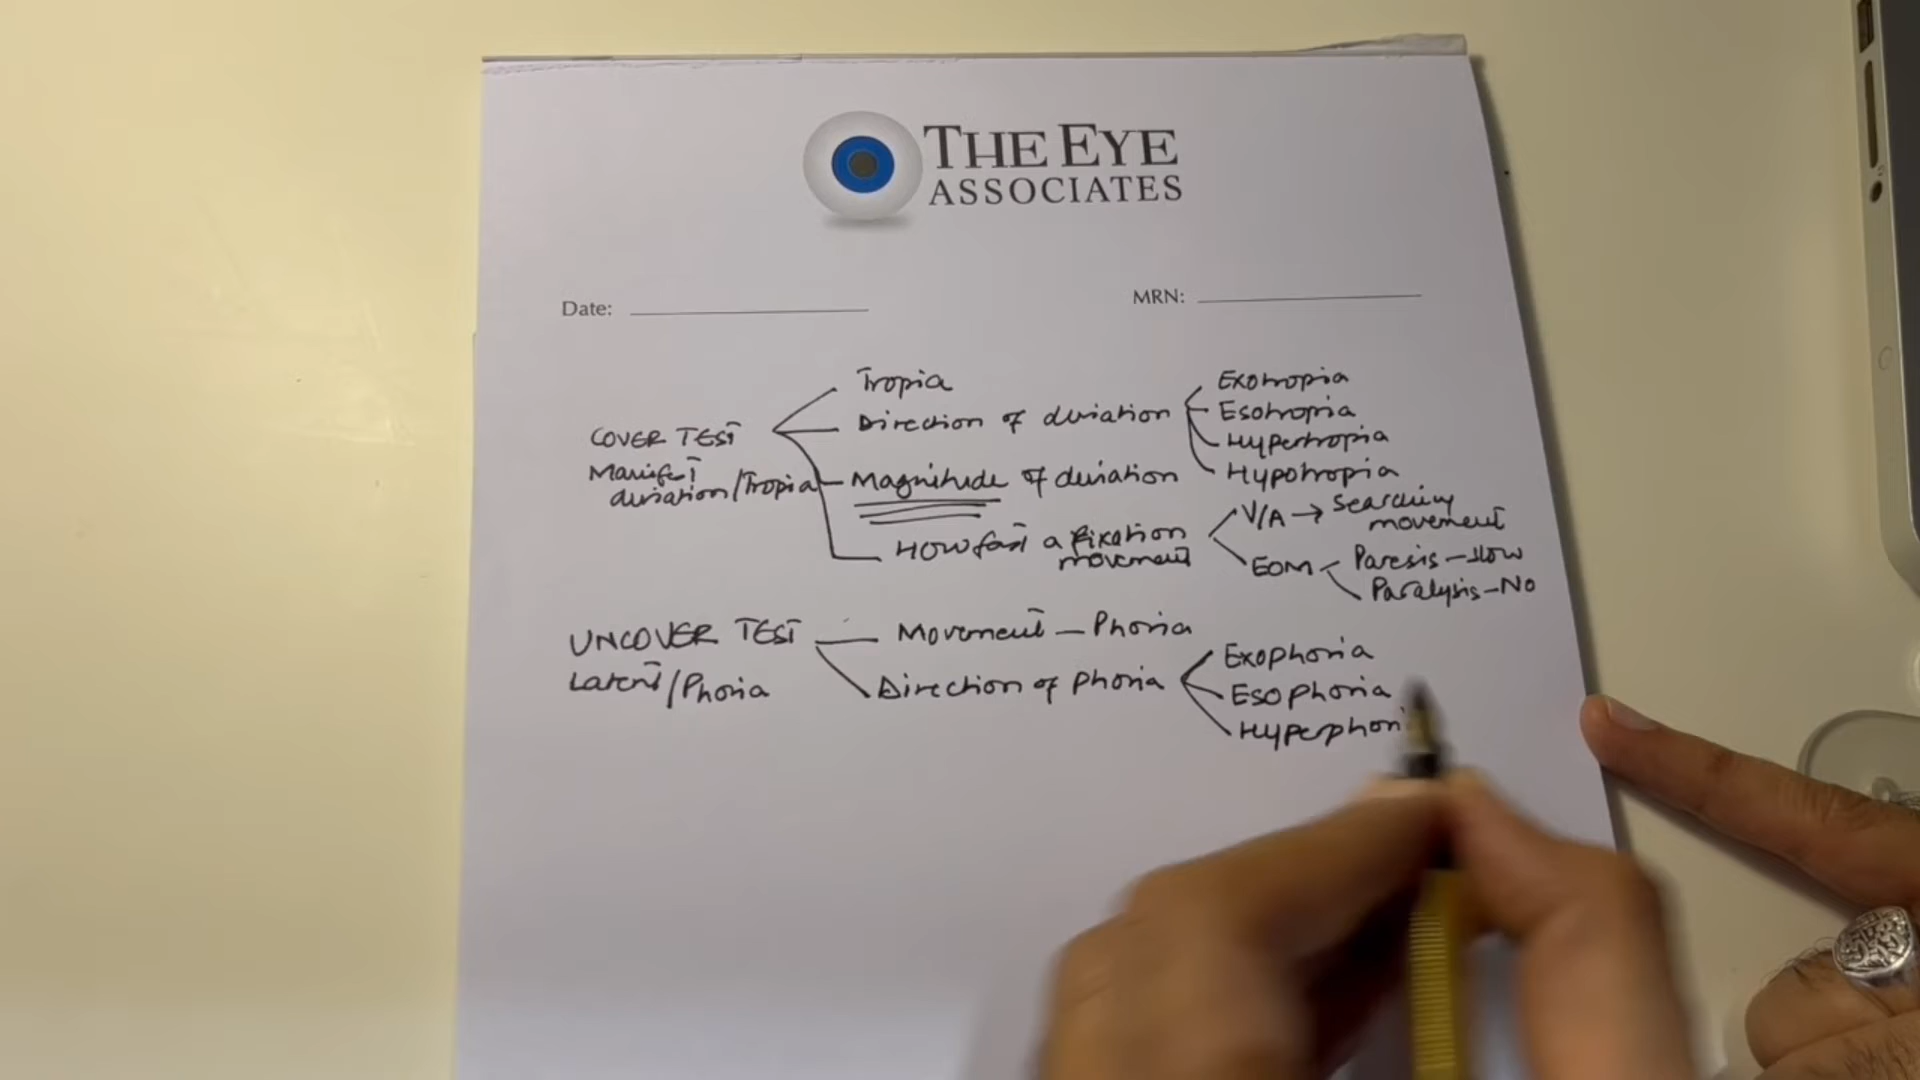 THE EYE
ASSOCIATES
Date:
MRN:
COVER TEST
Manifest
deviation/Tropia
Tropia
Direction of deviation
Exotropia
Esotropia
Hypertropia
Hypotropia
Magnitude of deviation
How fast a fixation
movement
V/A → Searching
movement
EOM
Paresis - slow
Paralysis - No
UNCOVER TEST
Latent/Phoria
Movement - Phoria
Direction of phoria
Exophoria
Esophoria
Hyperphori